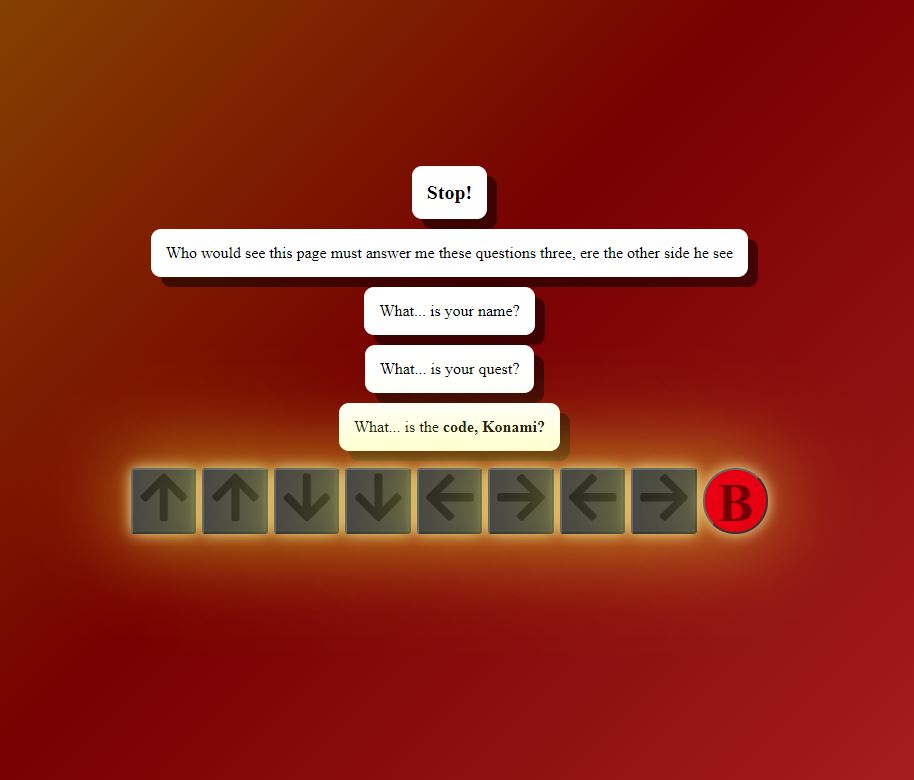 Stop!
Who would see this page must answer me these questions three, ere the other side he see
What... is your name?
What... is your quest?
What... is the code, Konami?
B